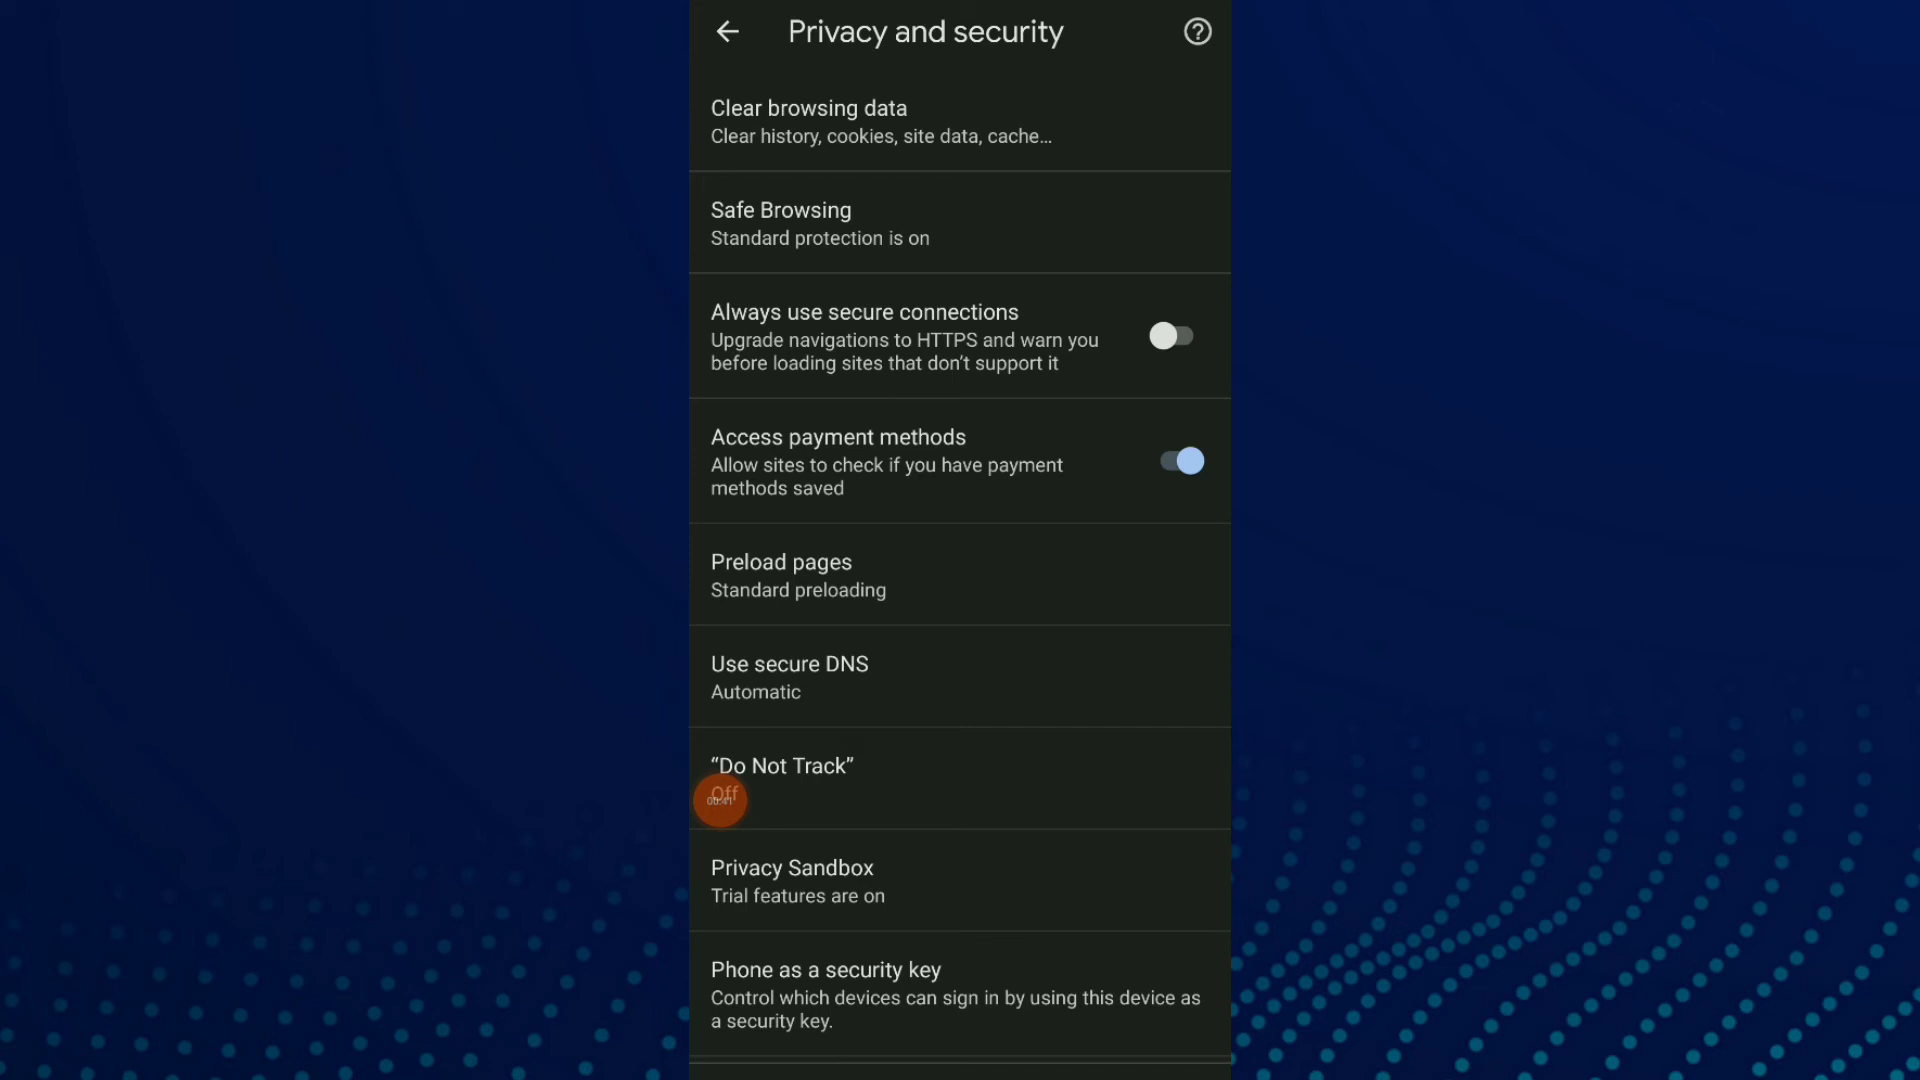 Privacy and security
Clear browsing data
Clear history, cookies, site data, cache...
Safe Browsing
Standard protection is on
Always use secure connections
Upgrade navigations to HTTPS and warn you
before loading sites that don't support it
Access payment methods
Allow sites to check if you have payment
methods saved
Preload pages
Standard preloading
Use secure DNS
Automatic
“Do Not Track”
Off
Privacy Sandbox
Trial features are on
Phone as a security key
Control which devices can sign in by using this device as
a security key.